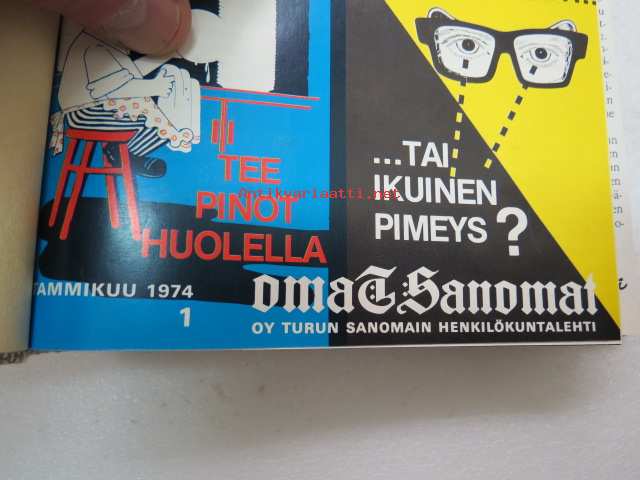 TEE
PINOT
HUOLELLA
...TAI
IKUINEN
PIMEYS?
Antikvariaatti.net
TAMMIKUU 1974
1
omaT Sanomat
OY TURUN SANOMAIN HENKILÖKUNTALEHTI